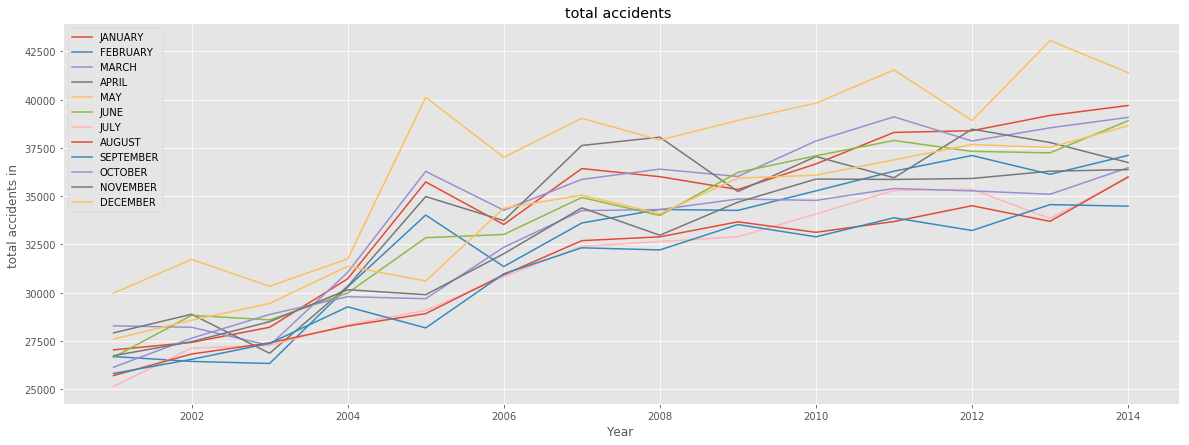 total accidents
JANUARY
FEBRUARY
MARCH
APRIL
MAY
JUNE
JULY
AUGUST
SEPTEMBER
OCTOBER
NOVEMBER
DECEMBER
42500
40000
37500
35000
32500
30000
27500
25000
total accidents in
2002 2004 2006 2008 2010 2012 2014
Year